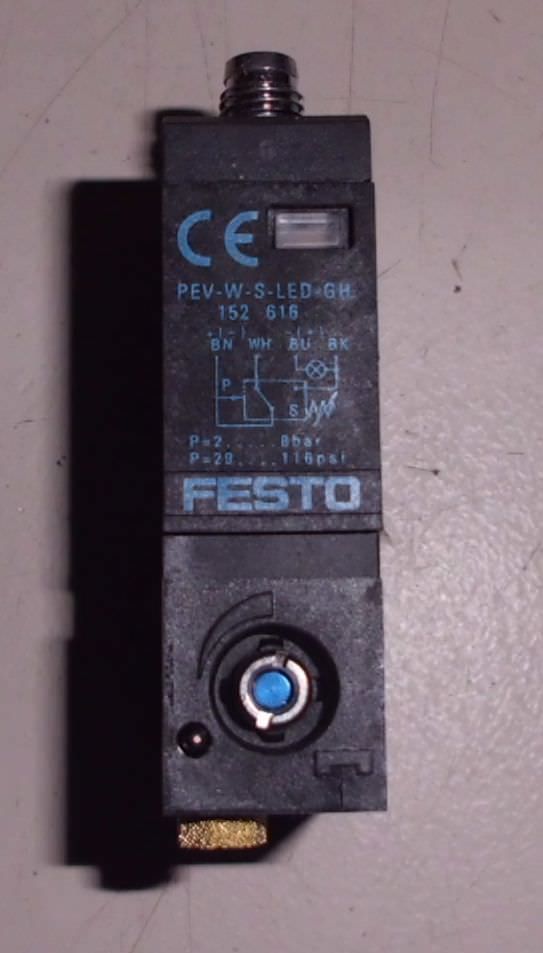 CE
PEV-W-S-LED-GH
152 616
+(-) -(+)
BN WH BU BK
P
S
P=2.....8bar
P=29....116psi
FESTO